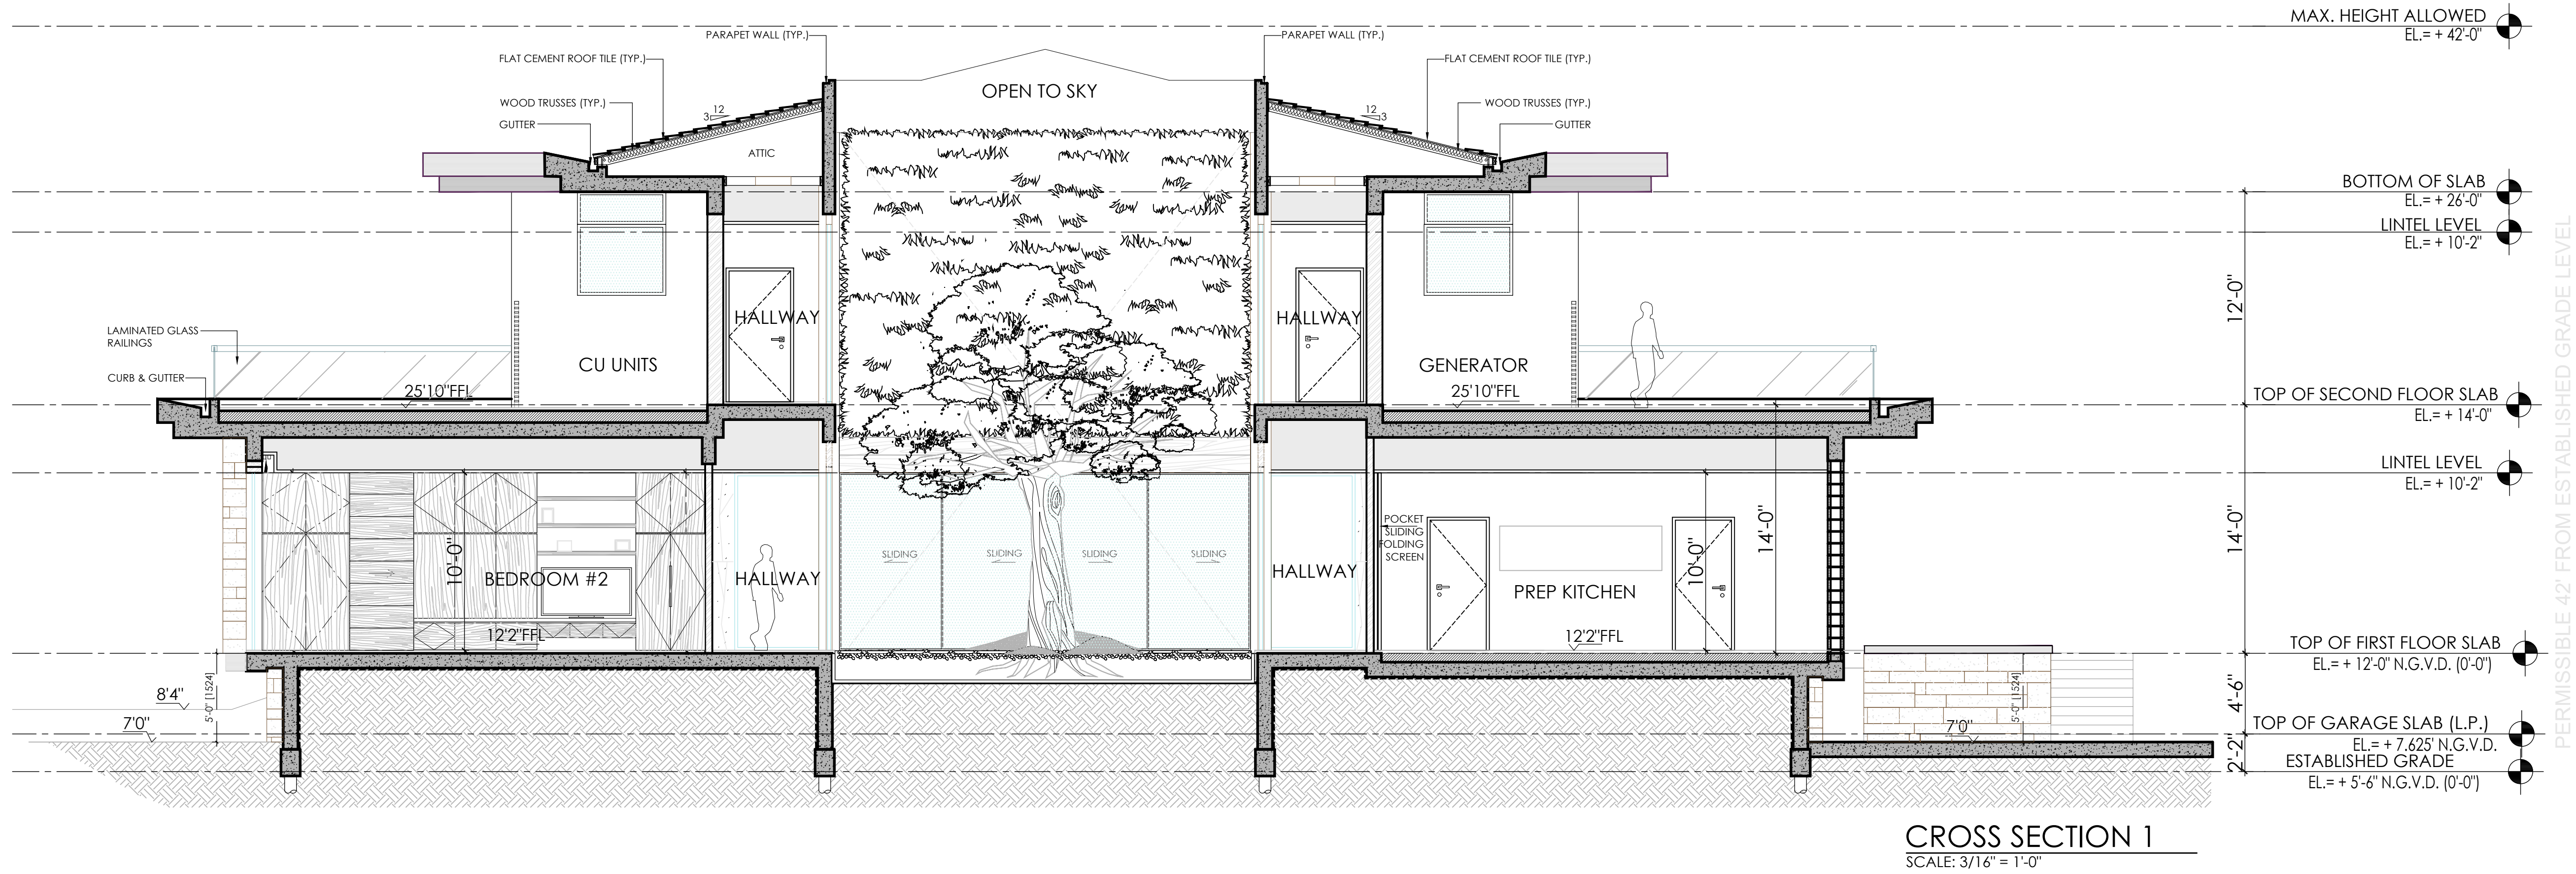 MAX. HEIGHT ALLOWED
EL.= + 42'-0"
PARAPET WALL (TYP.)
PARAPET WALL (TYP.)
FLAT CEMENT ROOF TILE (TYP.)
FLAT CEMENT ROOF TILE (TYP.)
OPEN TO SKY
WOOD TRUSSES (TYP.)
12
3
12
3
WOOD TRUSSES (TYP.)
GUTTER
GUTTER
ATTIC
BOTTOM OF SLAB
EL.= + 26'-0"
LINTEL LEVEL
EL.= + 10'-2"
12'-0"
HALLWAY
HALLWAY
LAMINATED GLASS
RAILINGS
CU UNITS
GENERATOR
CURB & GUTTER
25'10"FFL
25'10"FFL
TOP OF SECOND FLOOR SLAB
EL.= + 14'-0"
LINTEL LEVEL
EL.= + 10'-2"
POCKET
SLIDING
FOLDING
SCREEN
14'-0"
14'-0"
SLIDING
SLIDING
SLIDING
SLIDING
10'-0"
10'-0"
BEDROOM #2
HALLWAY
HALLWAY
PREP KITCHEN
12'2"FFL
12'2"FFL
TOP OF FIRST FLOOR SLAB
EL.= + 12'-0" N.G.V.D. (0'-0")
8'4"
5'-0" [1524]
5'-0" [1524]
4'-6"
7'0"
7'0"
TOP OF GARAGE SLAB (L.P.)
EL.= + 7.625' N.G.V.D.
2'-2"
ESTABLISHED GRADE
EL.= + 5'-6" N.G.V.D. (0'-0")
PERMISSIBLE 42' FROM ESTABLISHED GRADE LEVEL
CROSS SECTION 1
SCALE: 3/16" = 1'-0"